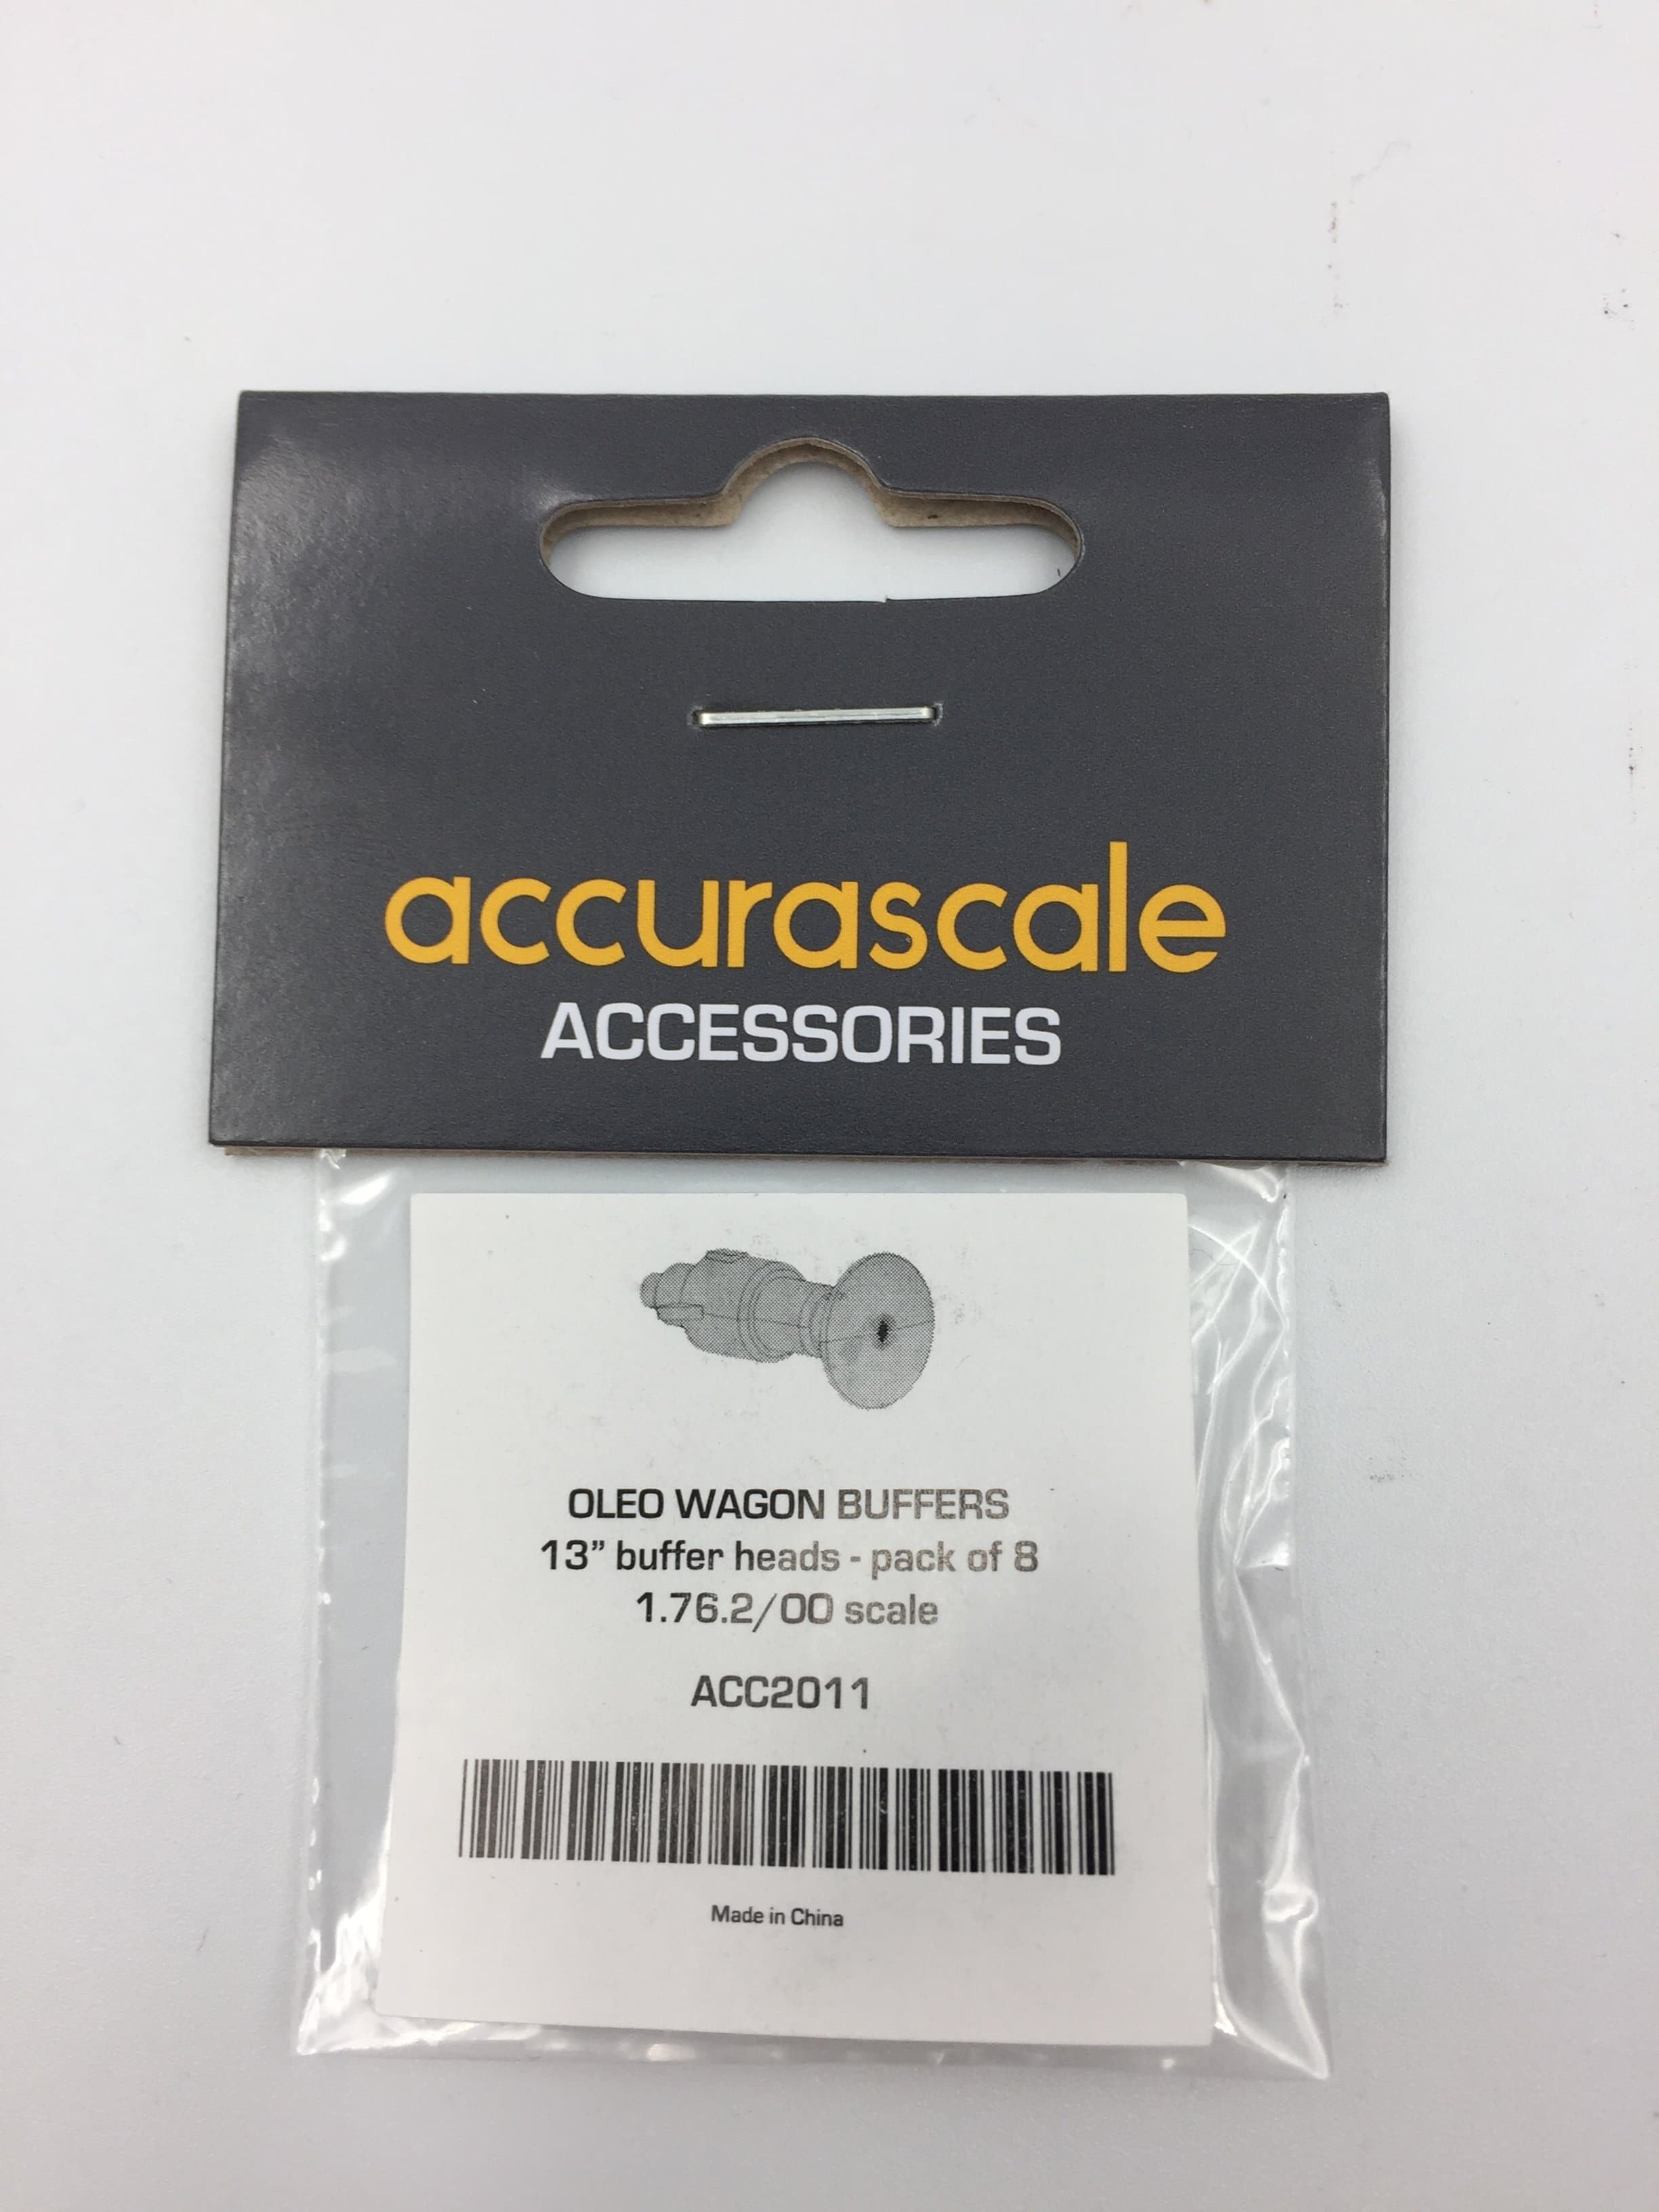 accurascale
ACCESSORIES
OLEO WAGON BUFFERS
13” buffer heads - pack of 8
1.76.2/00 scale
ACC2011
Made in China